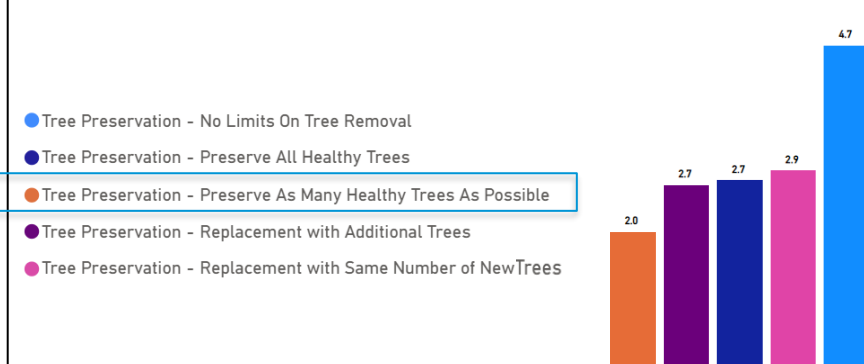 4.7
Tree Preservation - No Limits On Tree Removal
Tree Preservation - Preserve All Healthy Trees
2.9
2.7
2.7
Tree Preservation - Preserve As Many Healthy Trees As Possible
2.0
Tree Preservation - Replacement with Additional Trees
Tree Preservation - Replacement with Same Number of NewTrees